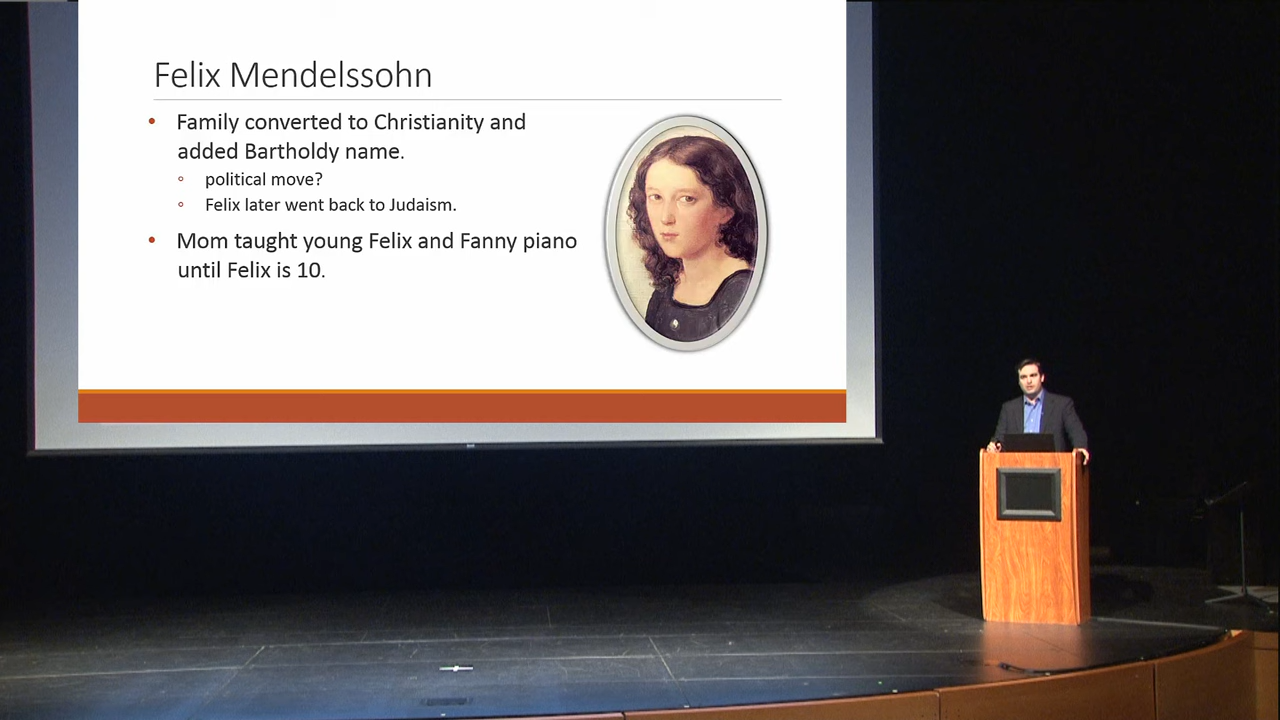 Felix Mendelssohn
• Family converted to Christianity and
added Bartholdy name.
◦ political move?
◦ Felix later went back to Judaism.
• Mom taught young Felix and Fanny piano
until Felix is 10.